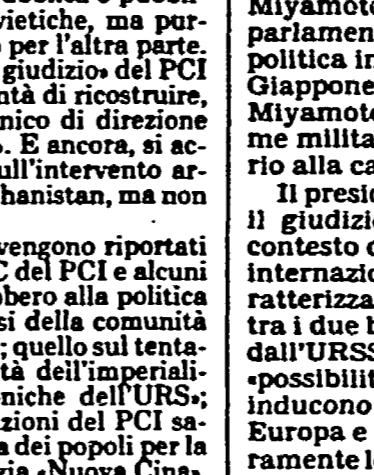 vietiche, ma pur-
per l'altra parte.
giudizio» del PCI
ntà di ricostruire,
nico di direzione
». E ancora, si ac-
ull'intervento ar-
hanistan, ma non
vengono riportati
C del PCI e alcuni
bbero alla politica
si della comunità
; quello sul tenta-
tà dell'imperiali-
niche dell'URS»;
zioni del PCI sa-
a dei popoli per la
zia «Nuova Cina»
Miyamoto
parlamen
politica in
Giappone
Miyamoto
me milita
rio alla ca
Il presid
il giudizi
contesto
internazio
ratterizza
tra i due b
dall'URSS
«possibilit
inducono
Europa e
ramente l